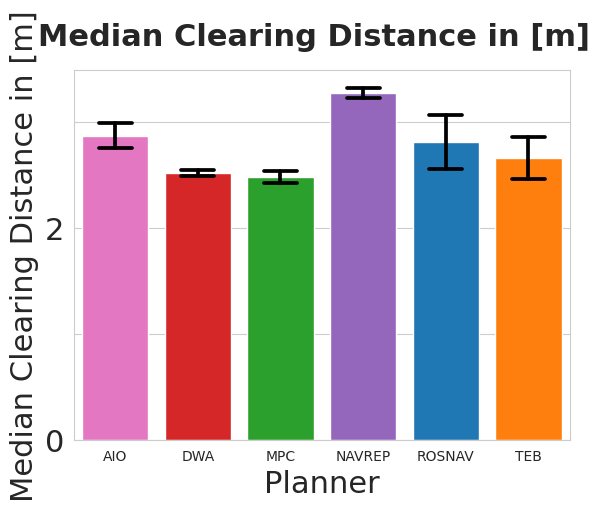 Median Clearing Distance in [m]
Median Clearing Distance in [m]
2
0
AIO DWA MPC NAVREP ROSNAV TEB
Planner